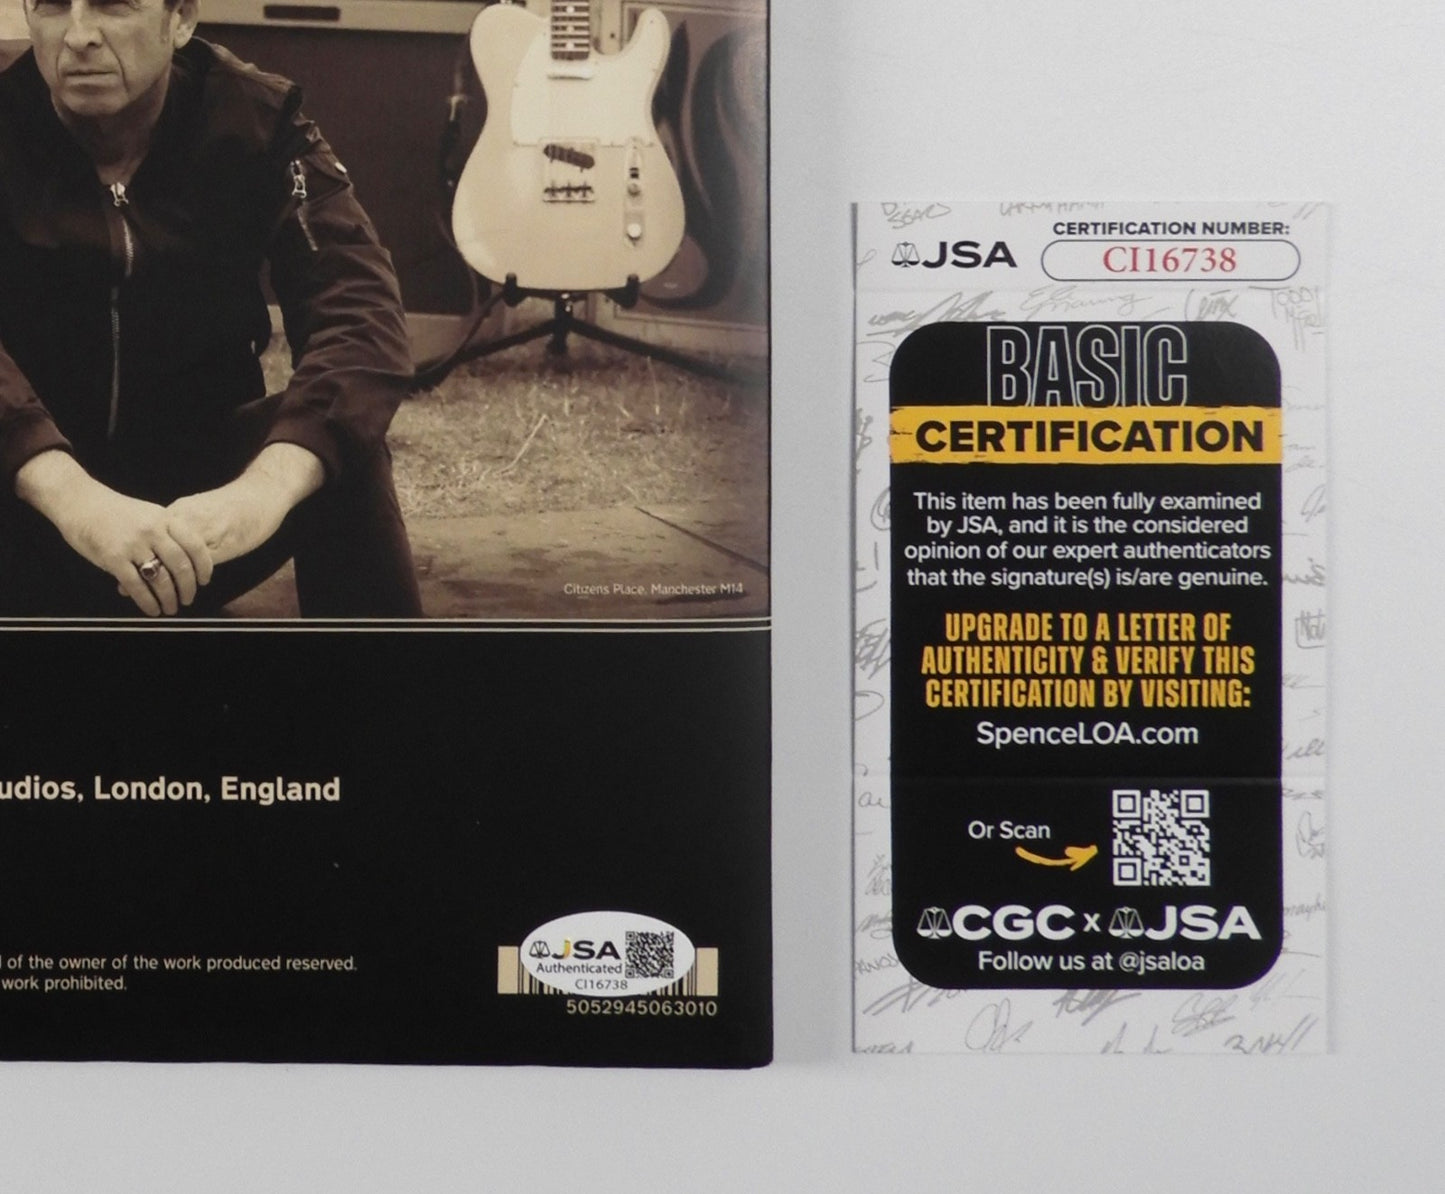 Citizens Place, Manchester M14
udios, London, England
l of the owner of the work produced reserved.
work prohibited.
JSA
Authenticated
CI16738
5052945063010
JSA
CERTIFICATION NUMBER:
CI16738
BASIC
CERTIFICATION
This item has been fully examined
by JSA, and it is the considered
opinion of our expert authenticators
that the signature(s) is/are genuine.
UPGRADE TO A LETTER OF
AUTHENTICITY & VERIFY THIS
CERTIFICATION BY VISITING:
SpenceLOA.com
Or Scan
CGC x JSA
Follow us at @jsaloa